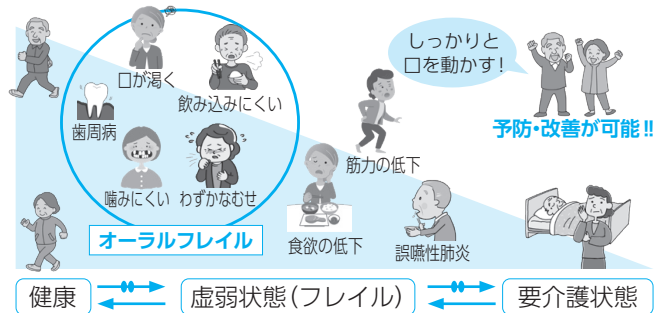 しっかりと
口を動かす!
予防・改善が可能!!
口が渇く
飲み込みにくい
歯周病
噛みにくい
わずかなむせ
オーラルフレイル
筋力の低下
食欲の低下
誤嚥性肺炎
健康
虚弱状態(フレイル)
要介護状態